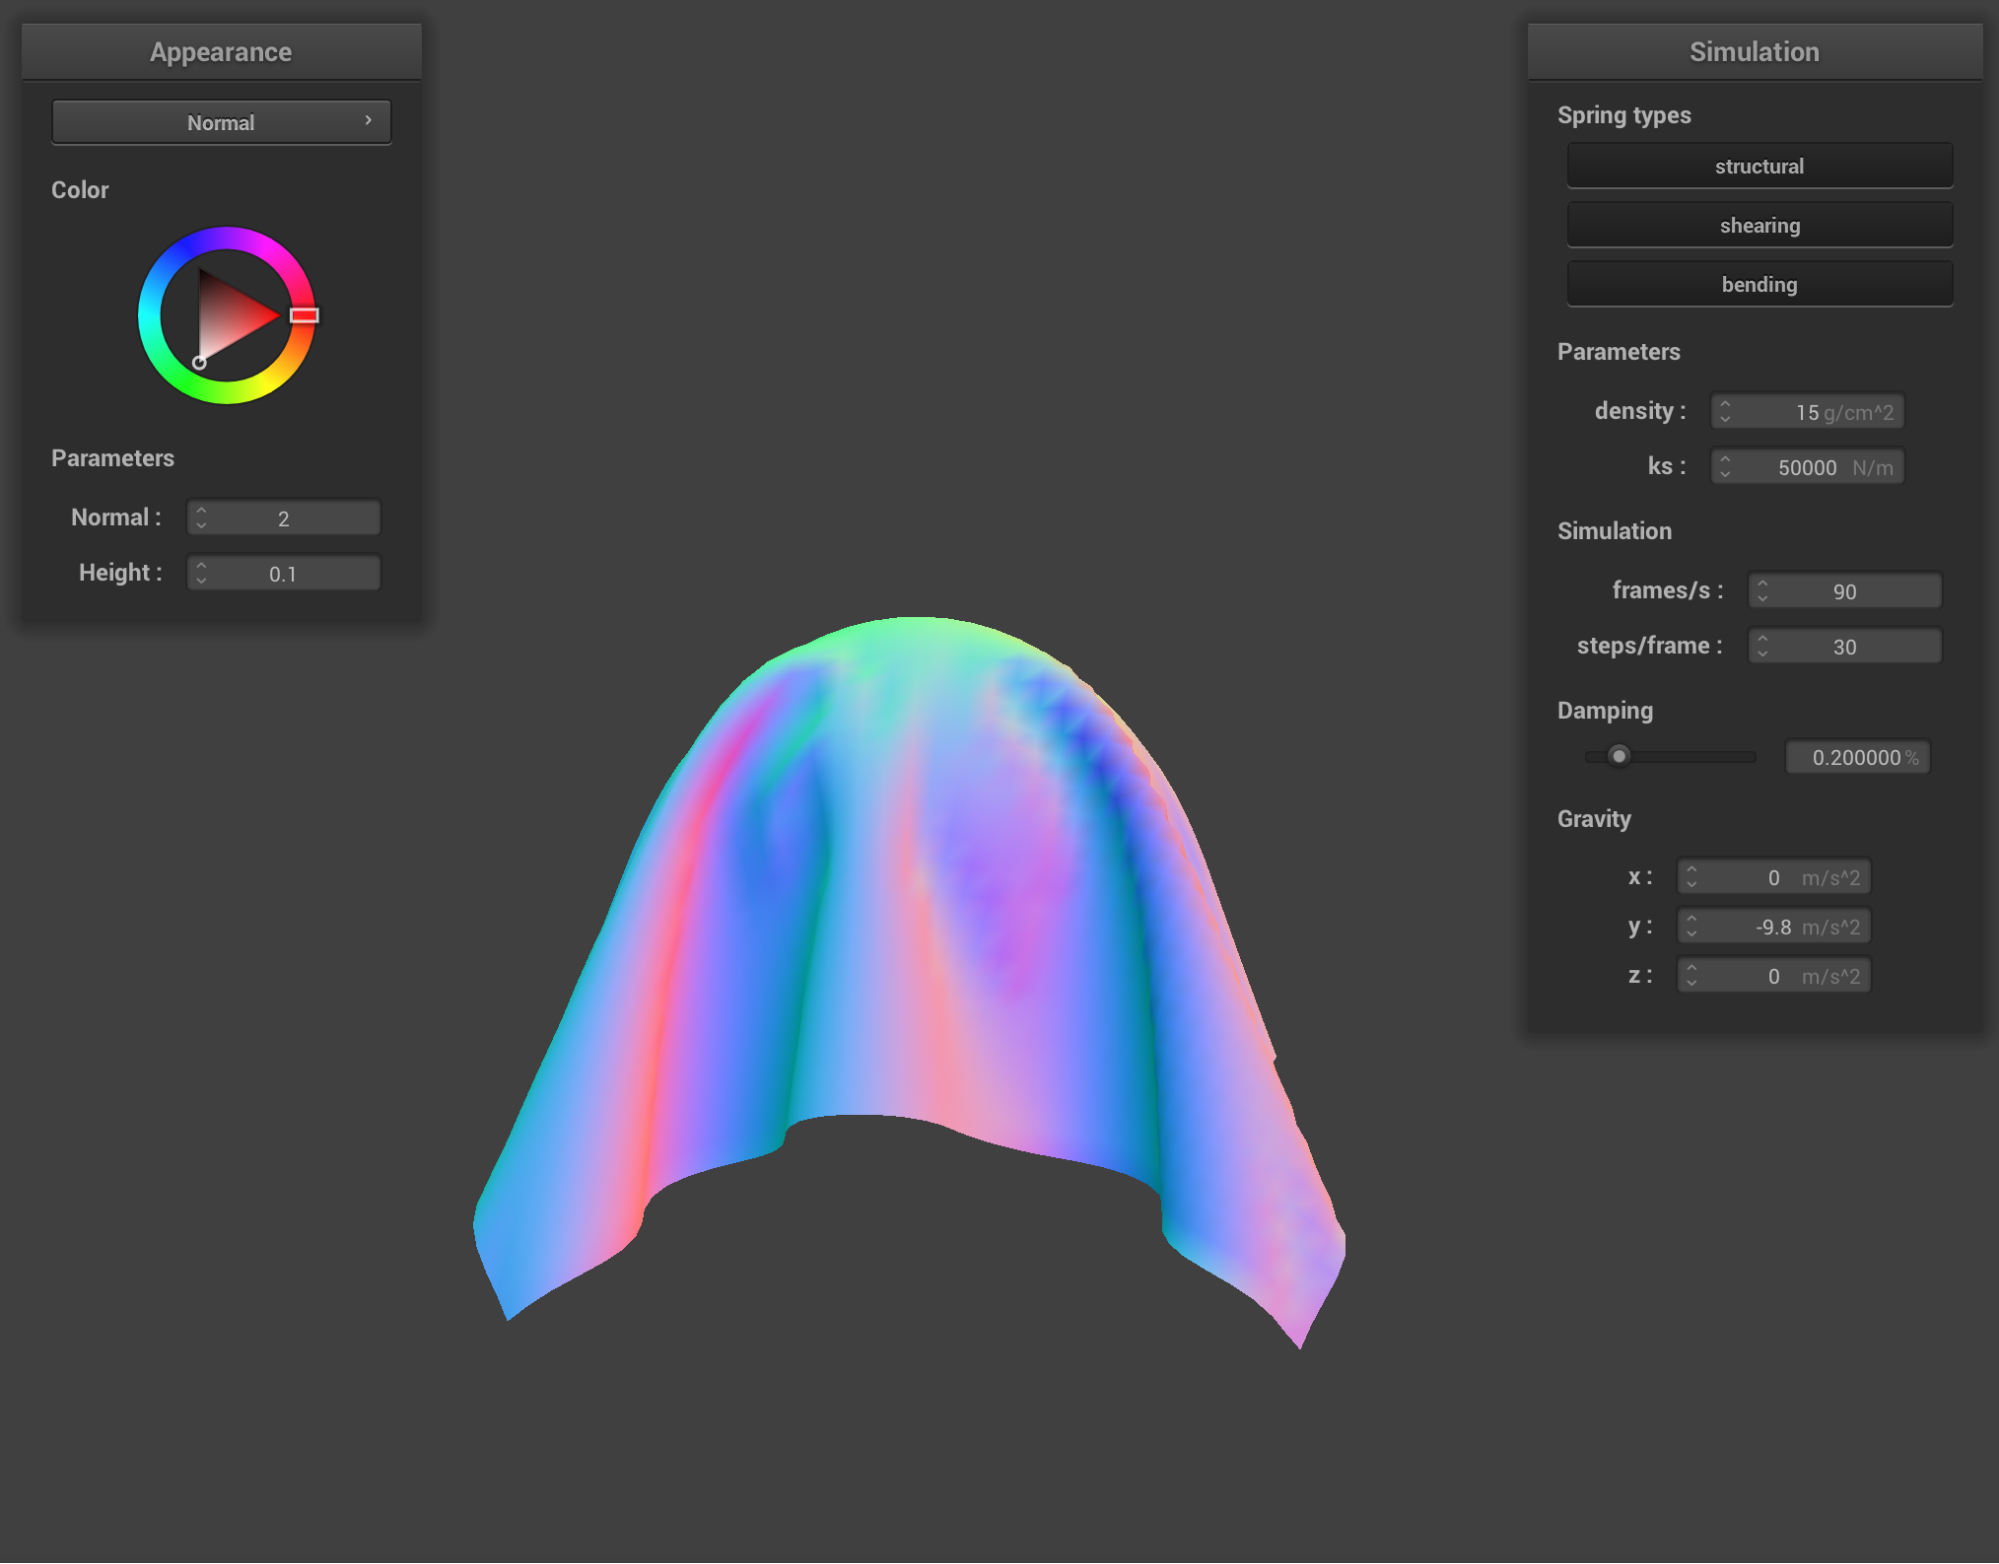 Appearance
Normal
Color
Parameters
Normal : 2
Height : 0.1
Simulation
Spring types
structural
shearing
bending
Parameters
density : 15 g/cm^2
ks : 50000 N/m
Simulation
frames/s : 90
steps/frame : 30
Damping
0.200000 %
Gravity
x : 0 m/s^2
y : -9.8 m/s^2
z : 0 m/s^2